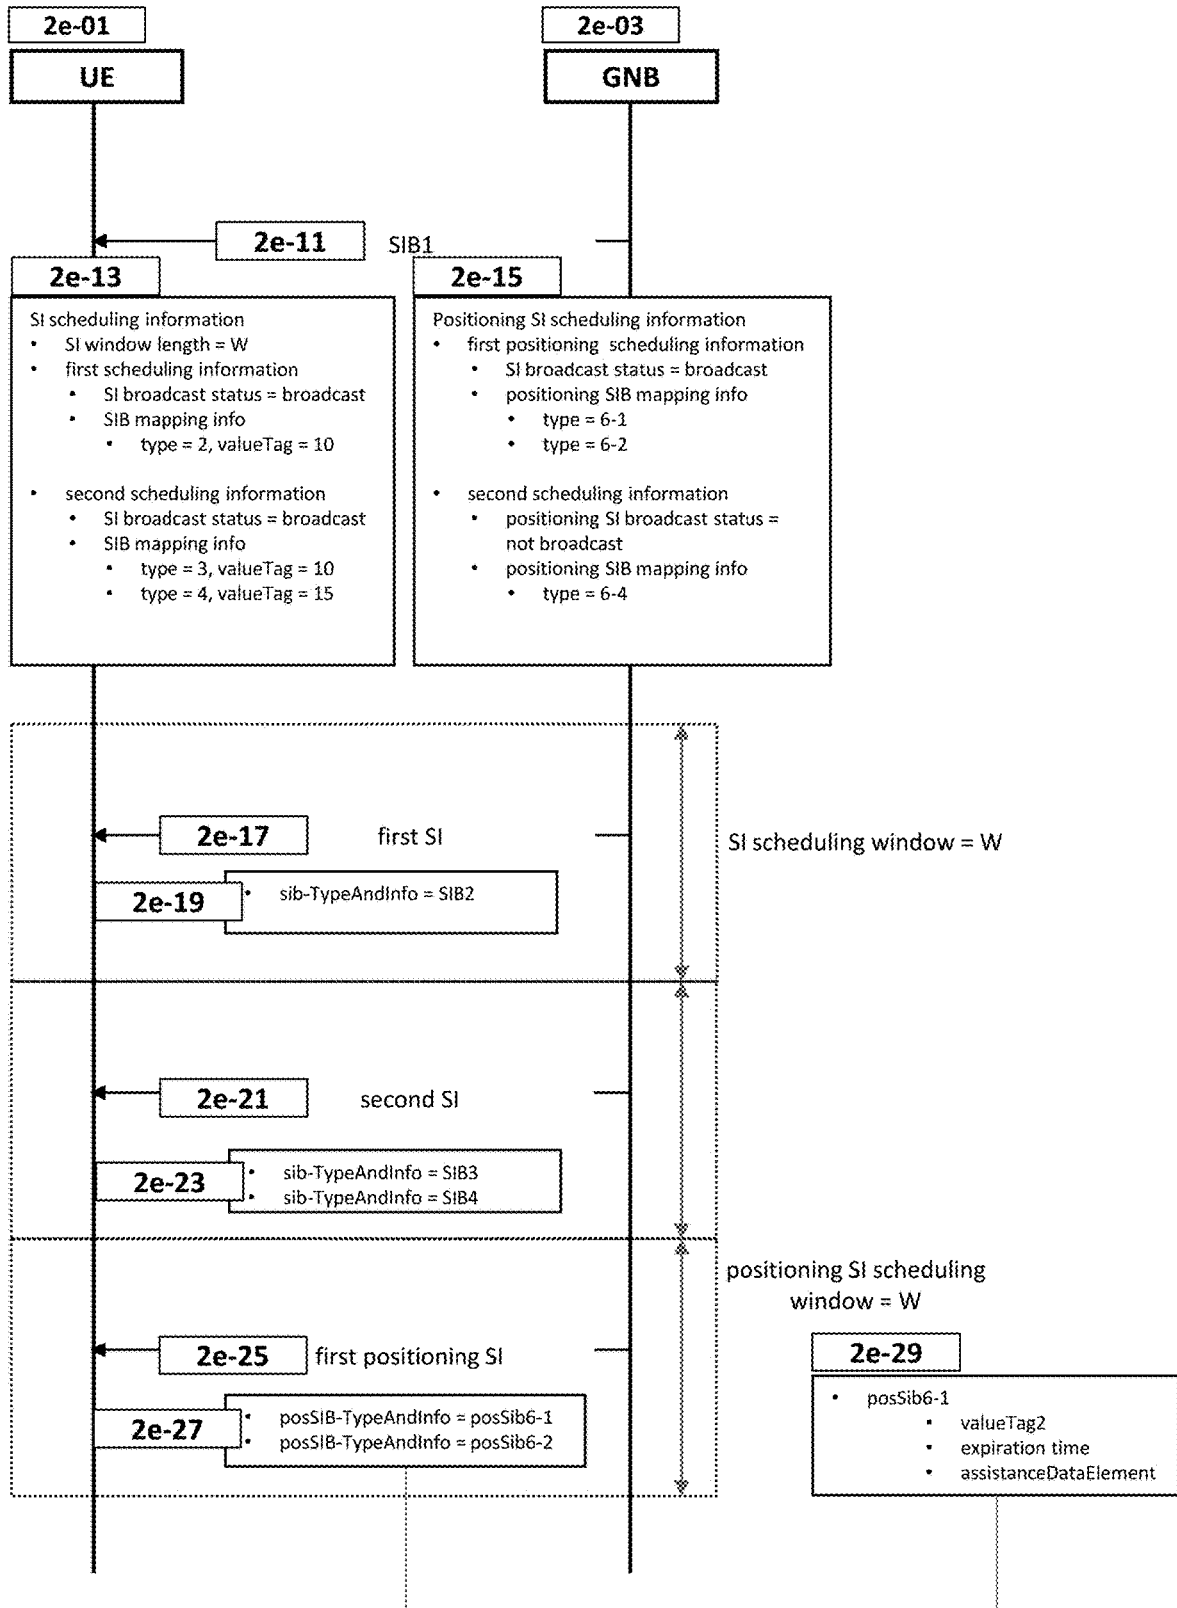 2e-01
2e-03
UE
GNB
2e-11
SIB1
2e-13
2e-15
SI scheduling information
• SI window length = W
• first scheduling information
• SI broadcast status = broadcast
• SIB mapping info
• type = 2, valueTag = 10
• second scheduling information
• SI broadcast status = broadcast
• SIB mapping info
• type = 3, valueTag = 10
• type = 4, valueTag = 15
Positioning SI scheduling information
• first positioning scheduling information
• SI broadcast status = broadcast
• positioning SIB mapping info
• type = 6-1
• type = 6-2
• second scheduling information
• positioning SI broadcast status =
not broadcast
• positioning SIB mapping info
• type = 6-4
2e-17
first SI
SI scheduling window = W
2e-19
• sib-TypeAndInfo = SIB2
2e-21
second SI
2e-23
• sib-TypeAndInfo = SIB3
• sib-TypeAndInfo = SIB4
positioning SI scheduling
window = W
2e-25
first positioning SI
2e-27
• posSIB-TypeAndInfo = posSib6-1
• posSIB-TypeAndInfo = posSib6-2
2e-29
• posSib6-1
▪ valueTag2
• expiration time
• assistanceDataElement